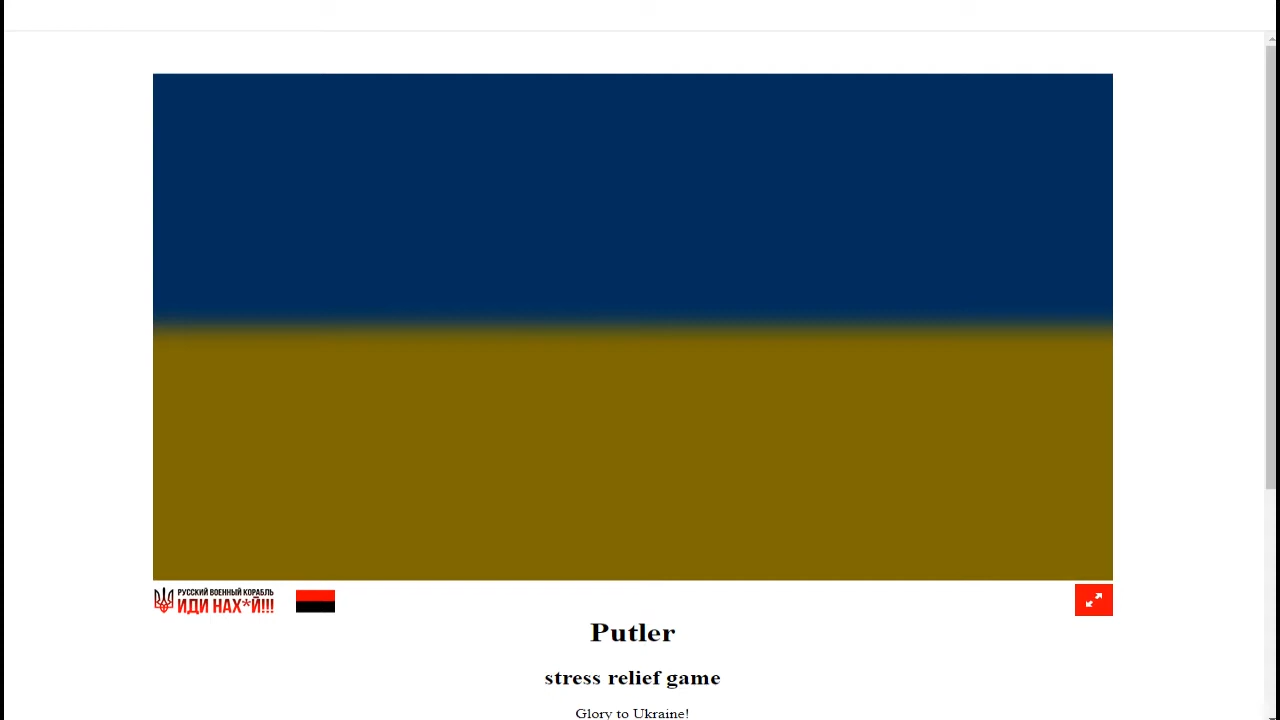 РУССКИЙ ВОЕННЫЙ КОРАБЛЬ
ИДИ НАХ*Й!!!
Putler
stress relief game
Glory to Ukraine!